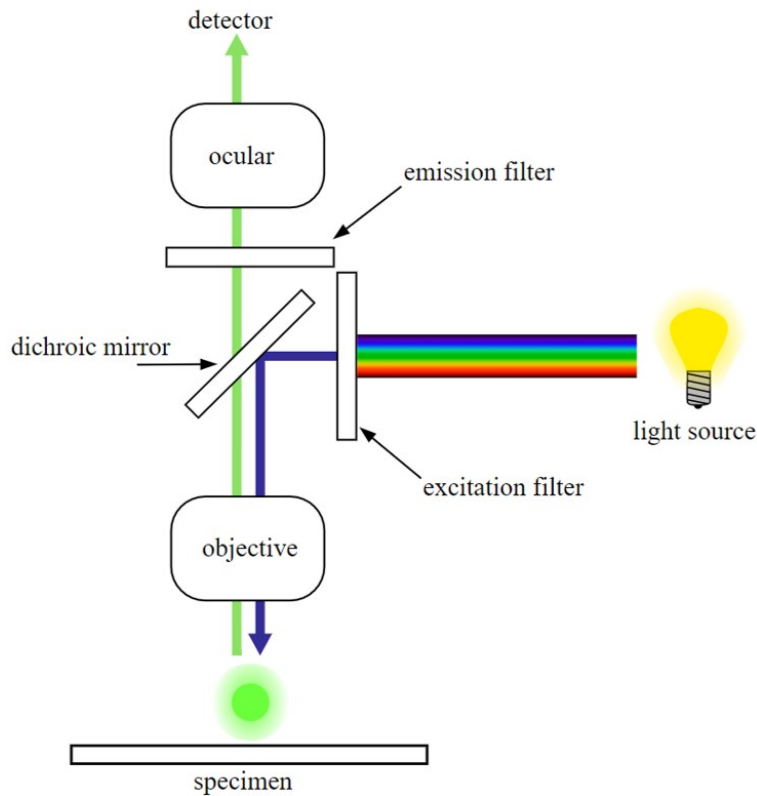 detector
ocular
emission filter
dichroic mirror
light source
excitation filter
objective
specimen